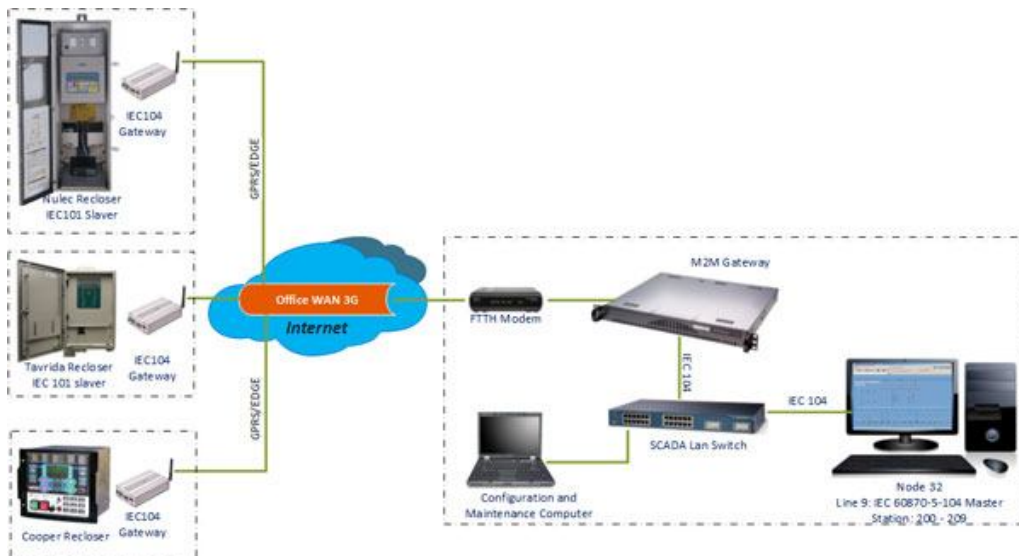 IEC104
Gateway
Nulec Recloser
IEC101 Slaver
GPRS/EDGE
IEC104
Gateway
Tavrida Recloser
IEC 101 slaver
GPRS/EDGE
IEC104
Gateway
Cooper Recloser
Office WAN 3G
Internet
FTTH Modem
M2M Gateway
IEC 104
SCADA Lan Switch
IEC 104
Configuration and
Maintenance Computer
Node 32
Line 9: IEC 60870-5-104 Master
Station: 200 - 209